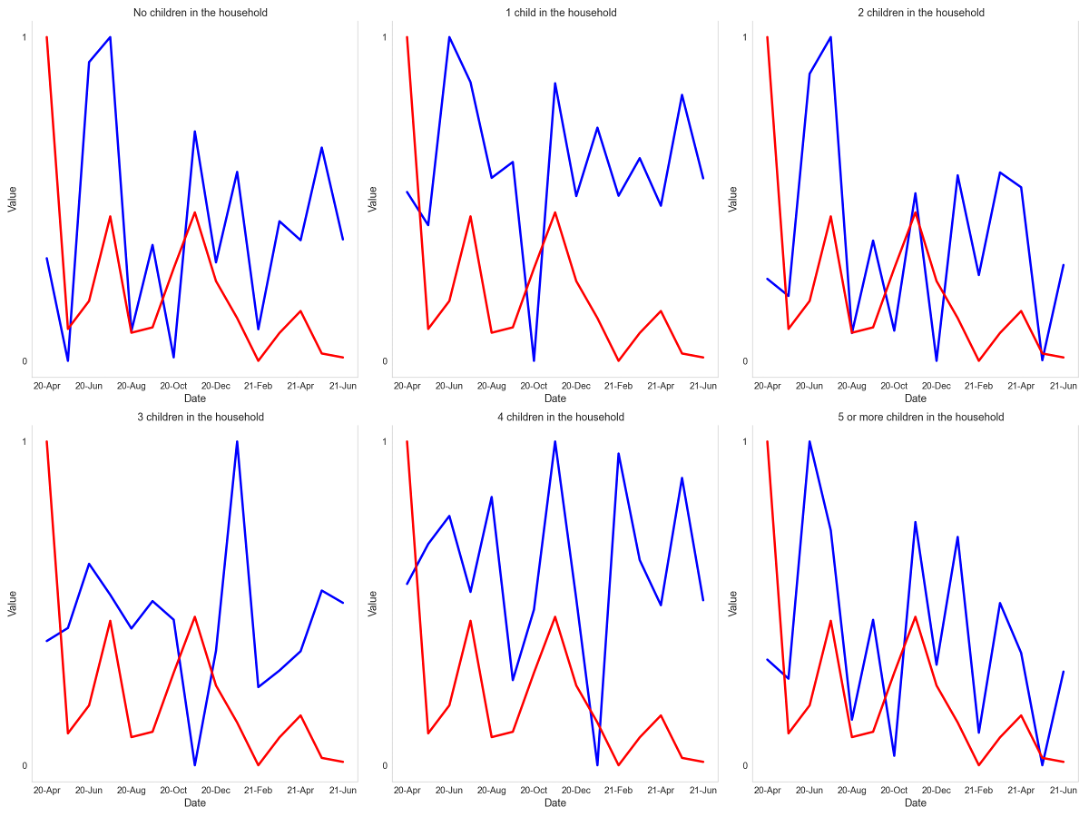 No children in the household
1
Value
0
20-Apr 20-Jun 20-Aug 20-Oct 20-Dec 21-Feb 21-Apr 21-Jun
Date
1 child in the household
1
Value
0
20-Apr 20-Jun 20-Aug 20-Oct 20-Dec 21-Feb 21-Apr 21-Jun
Date
2 children in the household
1
Value
0
20-Apr 20-Jun 20-Aug 20-Oct 20-Dec 21-Feb 21-Apr 21-Jun
Date
3 children in the household
1
Value
0
20-Apr 20-Jun 20-Aug 20-Oct 20-Dec 21-Feb 21-Apr 21-Jun
Date
4 children in the household
1
Value
0
20-Apr 20-Jun 20-Aug 20-Oct 20-Dec 21-Feb 21-Apr 21-Jun
Date
5 or more children in the household
1
Value
0
20-Apr 20-Jun 20-Aug 20-Oct 20-Dec 21-Feb 21-Apr 21-Jun
Date